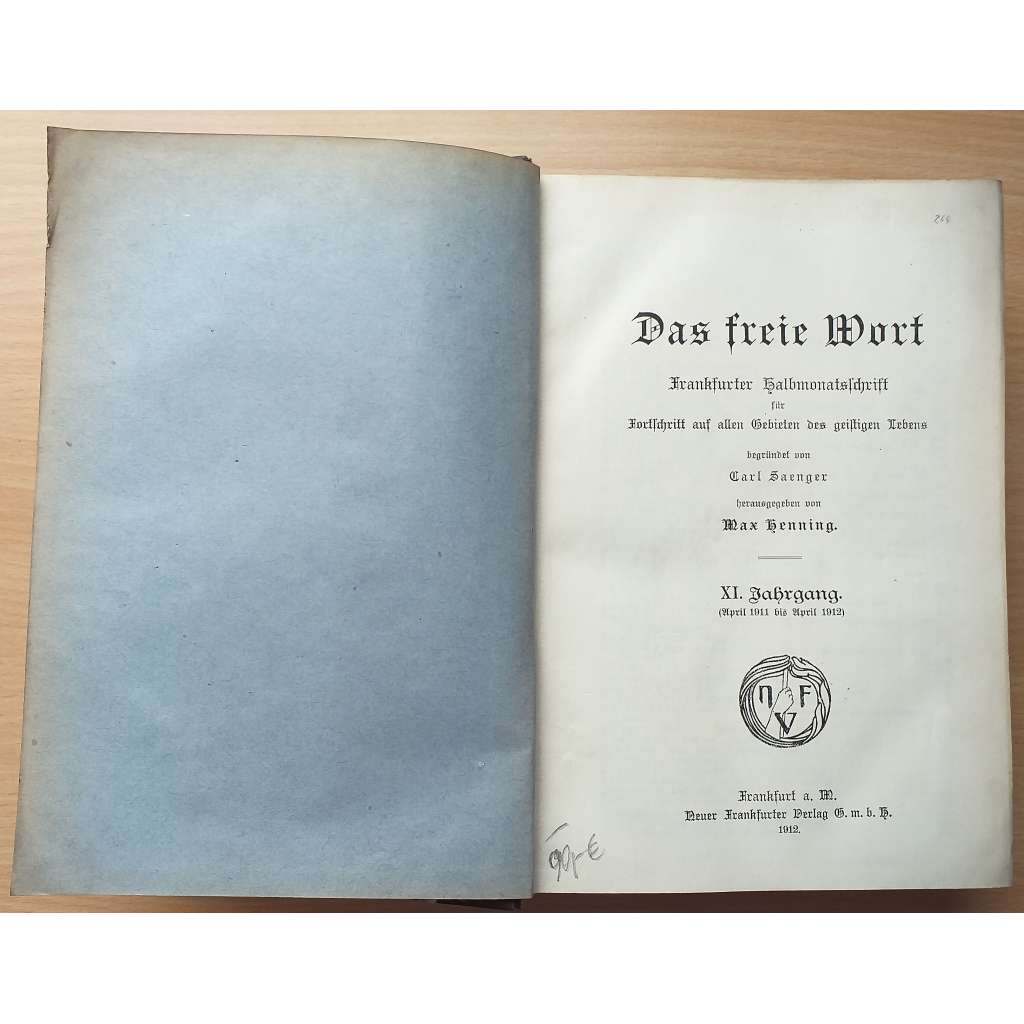 264
Das freie Wort
Frankfurter Halbmonatsschrift
für
Fortschritt auf allen Gebieten des geistigen Lebens
begründet von
Carl Saenger
herausgegeben von
Max Henning.
XI. Jahrgang.
(April 1911 bis April 1912)
N F
V
Frankfurt a. M.
Neuer Frankfurter Verlag G. m. b. H.
1912.